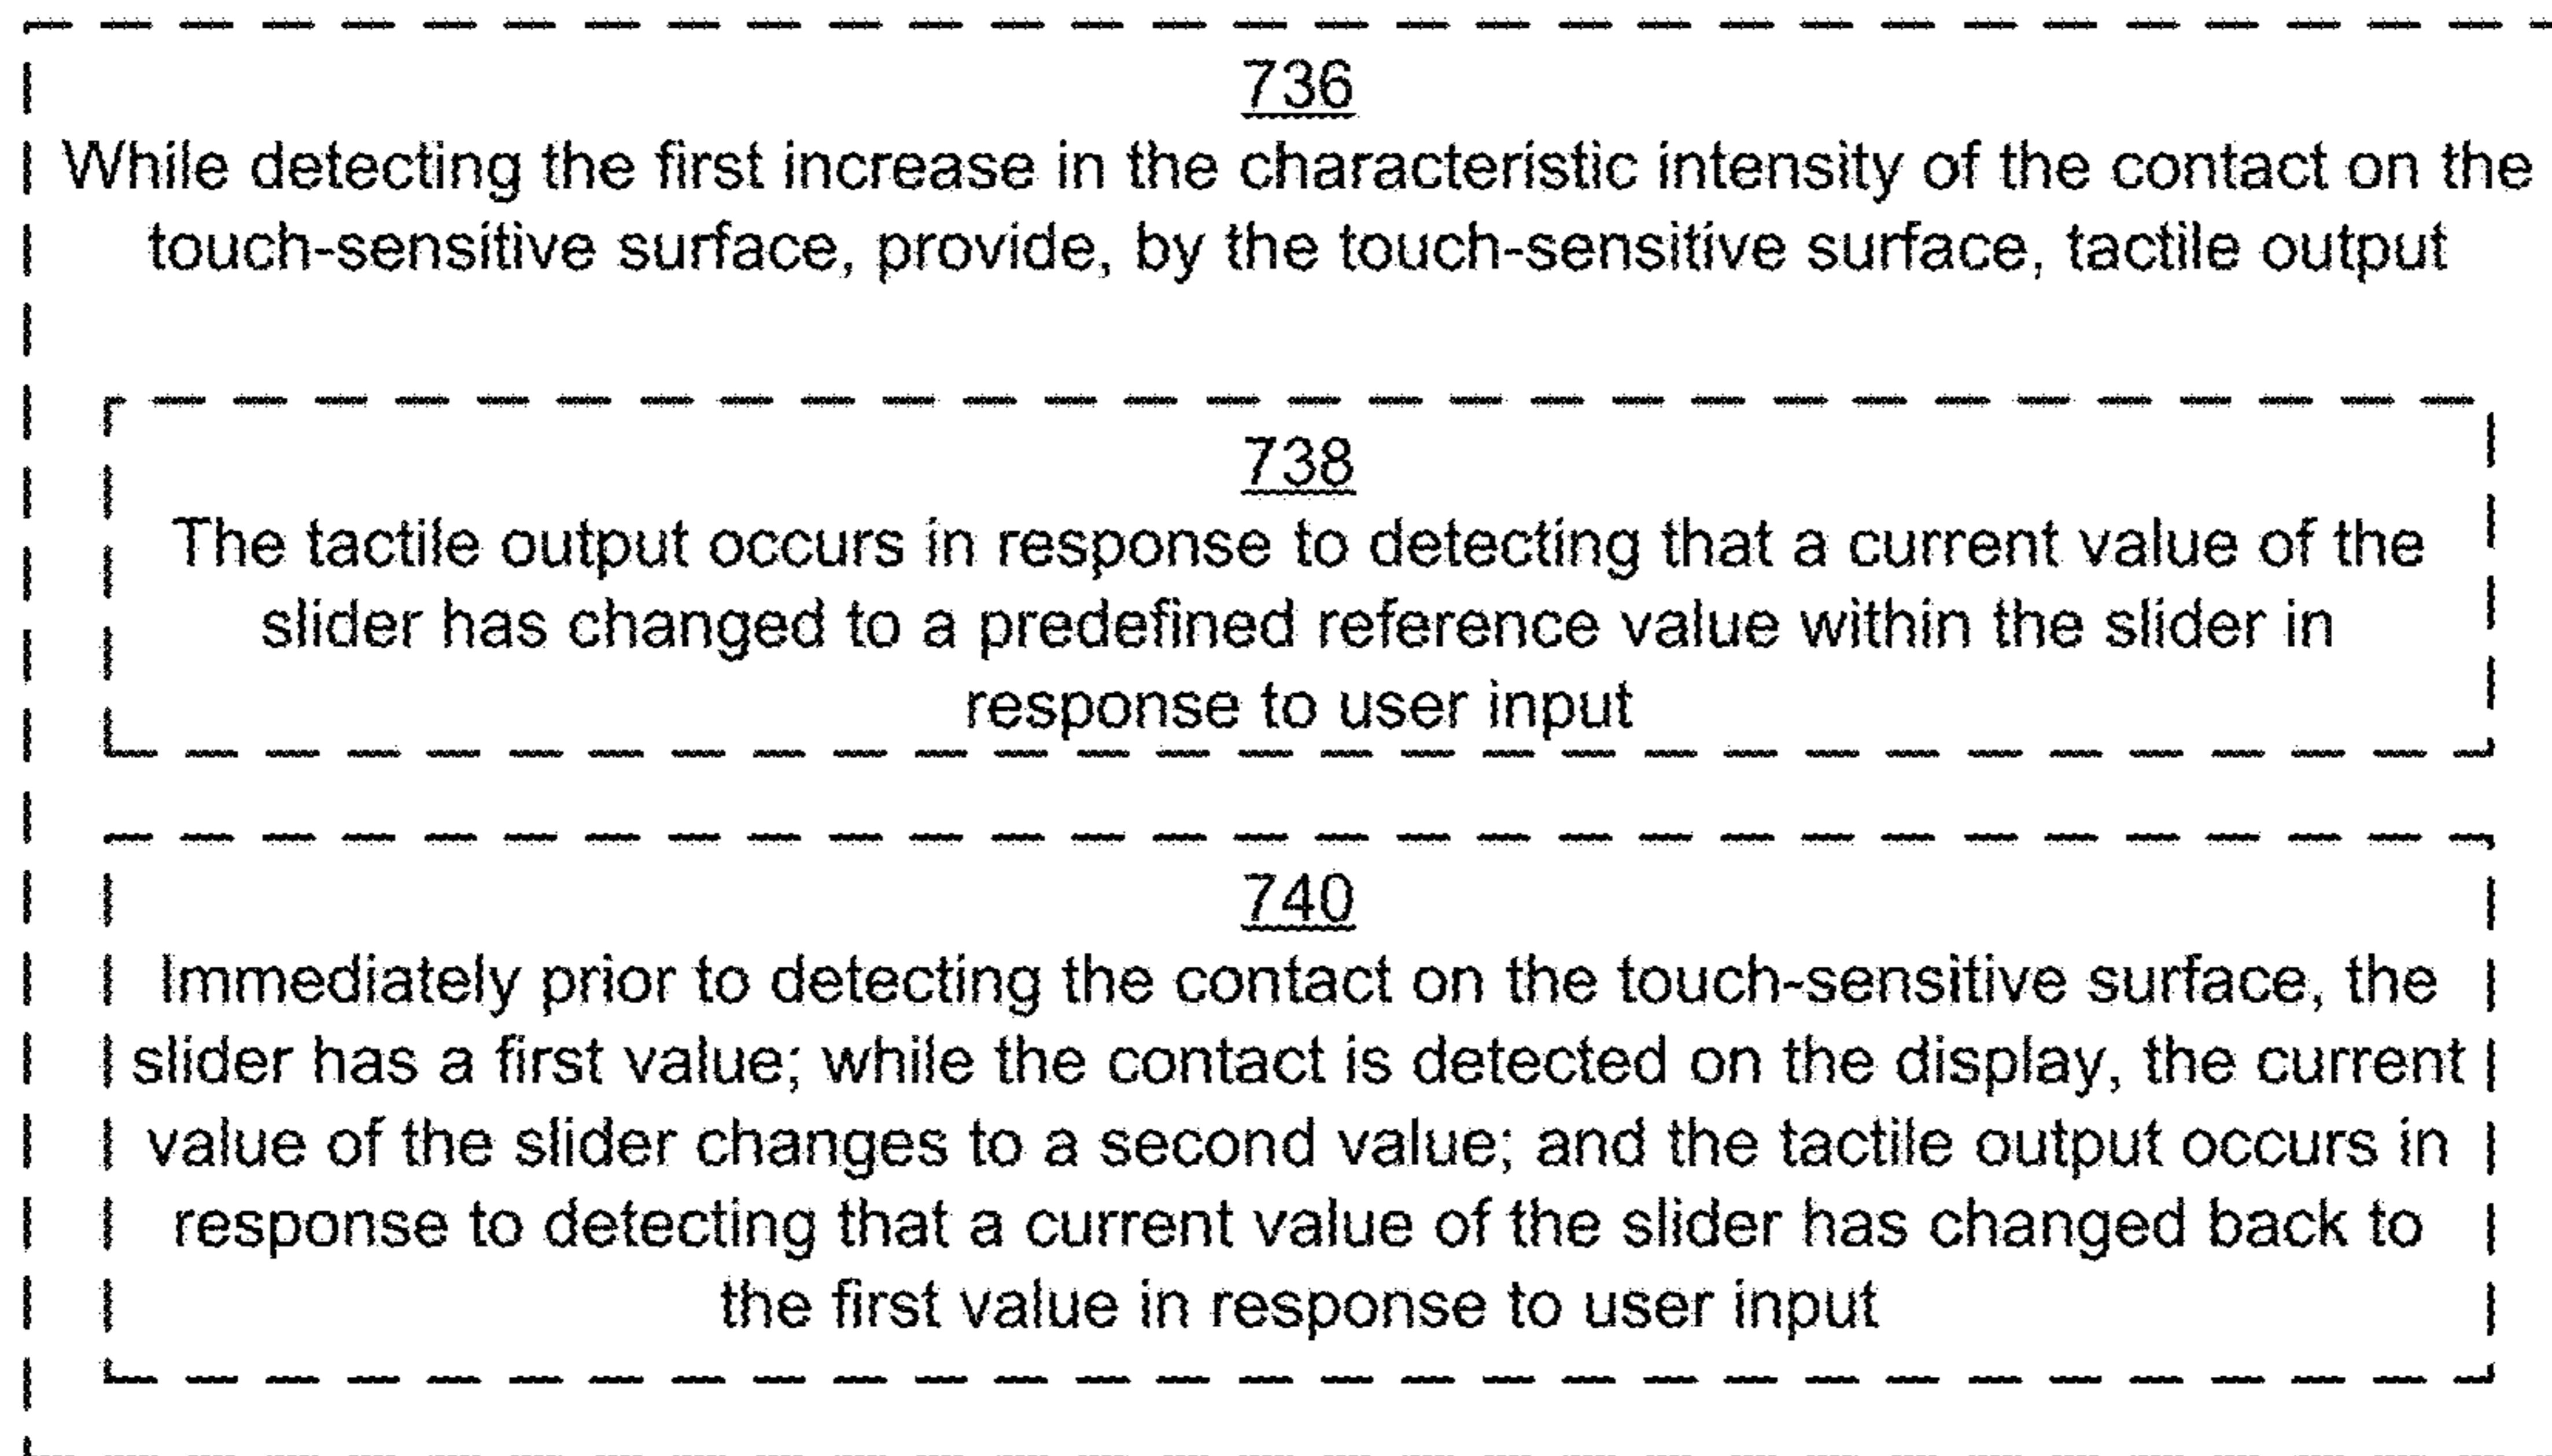 736
While detecting the first increase in the characteristic intensity of the contact on the
touch-sensitive surface, provide, by the touch-sensitive surface, tactile output
738
The tactile output occurs in response to detecting that a current value of the
slider has changed to a predefined reference value within the slider in
response to user input
740
Immediately prior to detecting the contact on the touch-sensitive surface, the
slider has a first value; while the contact is detected on the display, the current
value of the slider changes to a second value; and the tactile output occurs in
response to detecting that a current value of the slider has changed back to
the first value in response to user input